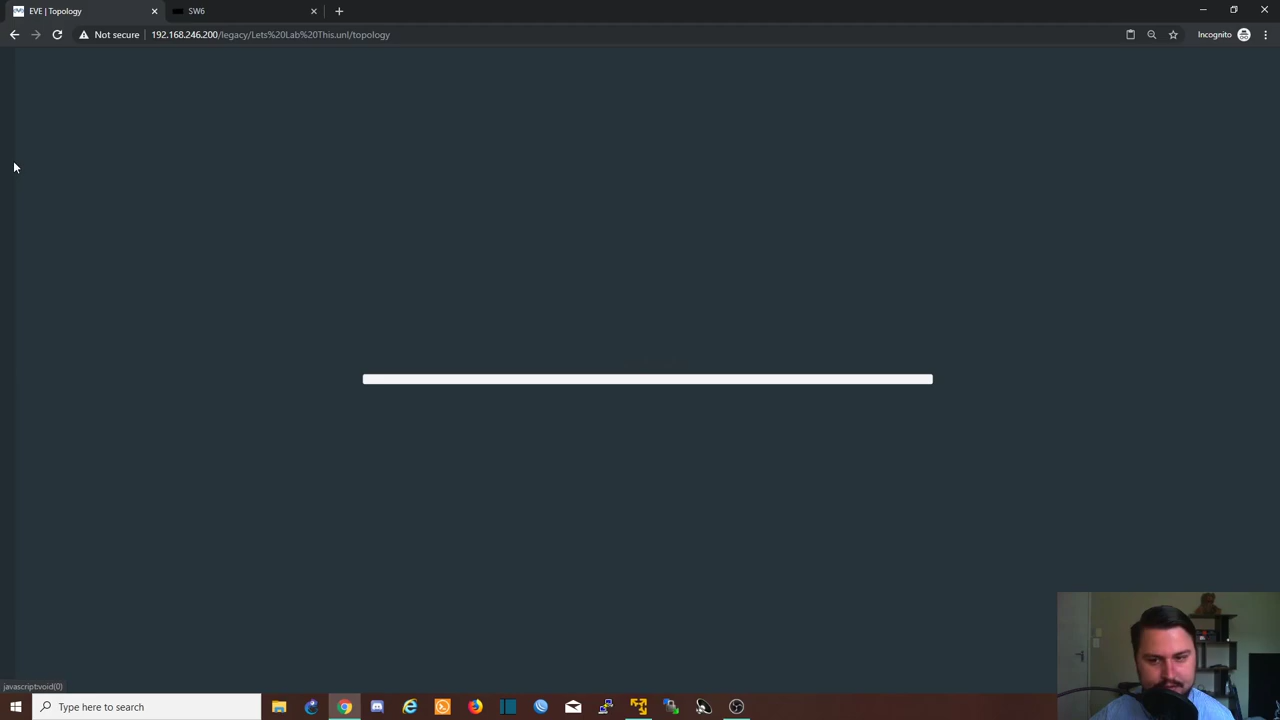 EVE | Topology
SW6
Not secure
192.168.246.200/legacy/Lets%20Lab%20This.unl/topology
Incognito
javascript:void(0)
Type here to search